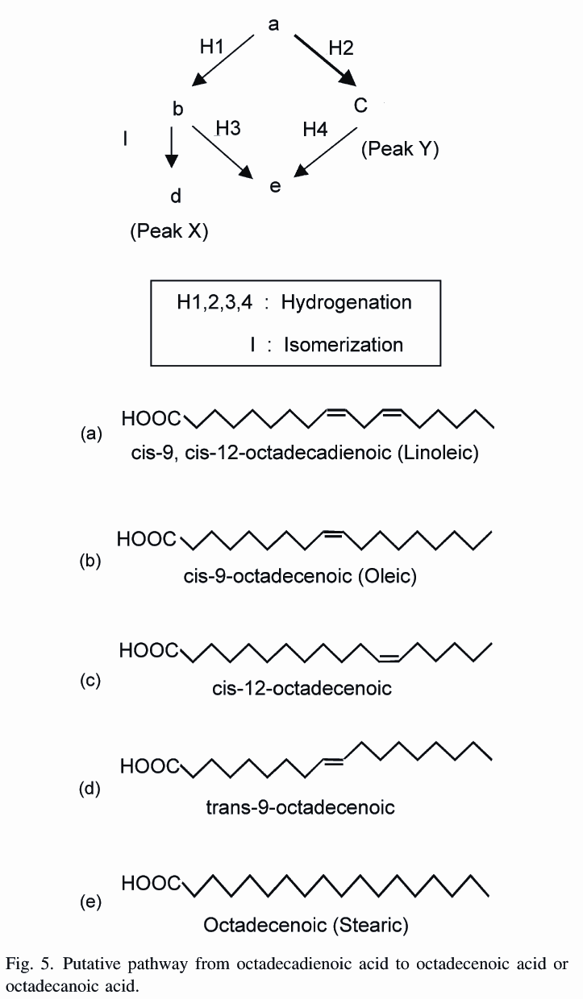 a
H1
H2
b
C
I
H3
H4
(Peak Y)
d
e
(Peak X)
H1,2,3,4 : Hydrogenation
I : Isomerization
HOOC
(a)
cis-9, cis-12-octadecadienoic (Linoleic)
HOOC
(b)
cis-9-octadecenoic (Oleic)
HOOC
(c)
cis-12-octadecenoic
HOOC
(d)
trans-9-octadecenoic
HOOC
(e)
Octadecenoic (Stearic)
Fig. 5. Putative pathway from octadecadienoic acid to octadecenoic acid or
octadecanoic acid.